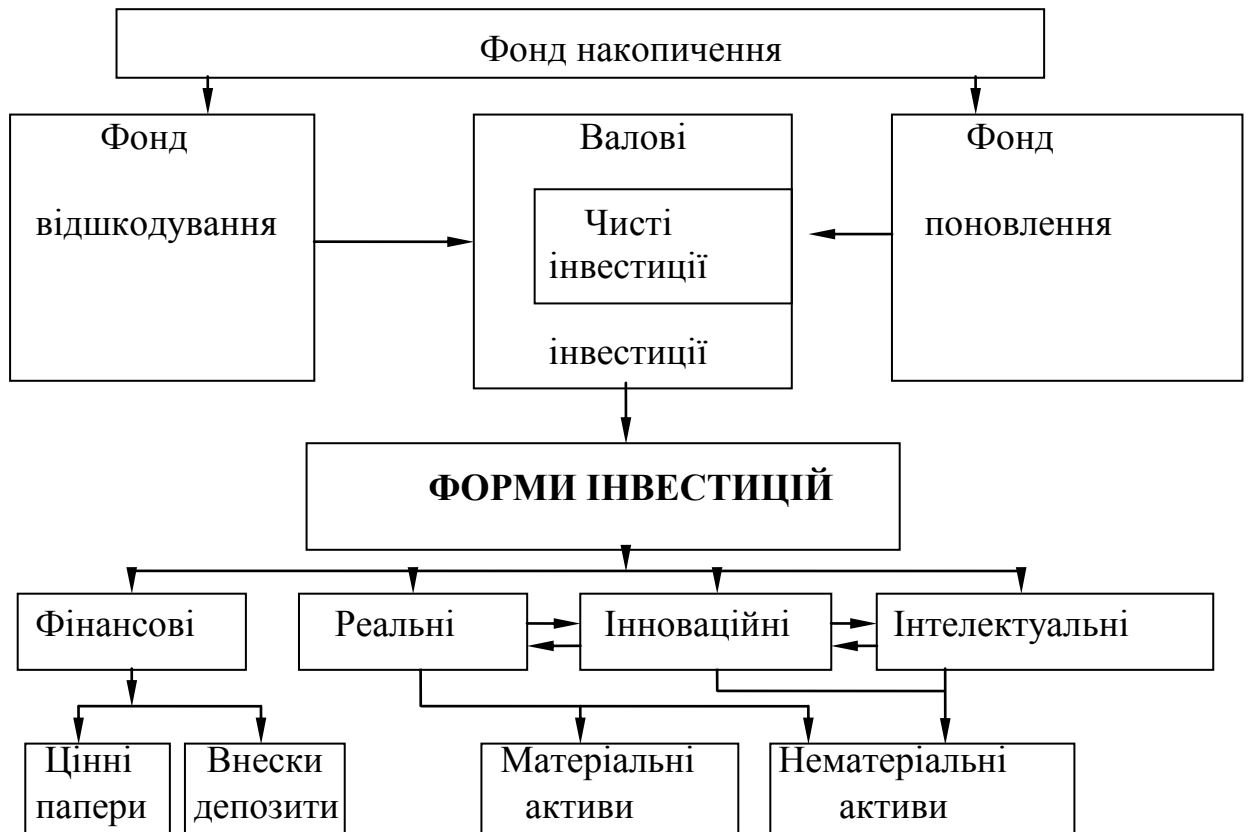 Фонд накопичення
Фонд
відшкодування
Валові
Чисті
інвестиції
інвестиції
Фонд
поновлення
ФОРМИ ІНВЕСТИЦІЙ
Фінансові
Реальні
Інноваційні
Інтелектуальні
Цінні
папери
Внески
депозити
Матеріальні
активи
Нематеріальні
активи